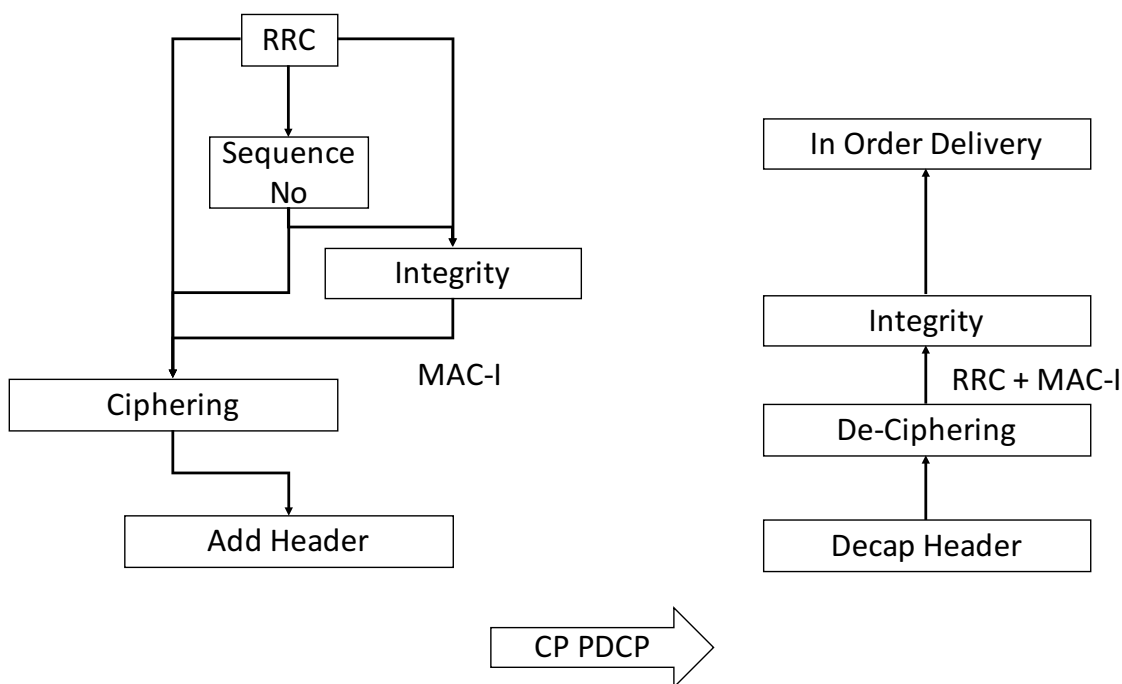 RRC
Sequence
No
Integrity
MAC-I
Ciphering
Add Header
In Order Delivery
Integrity
RRC + MAC-I
De-Ciphering
Decap Header
CP PDCP